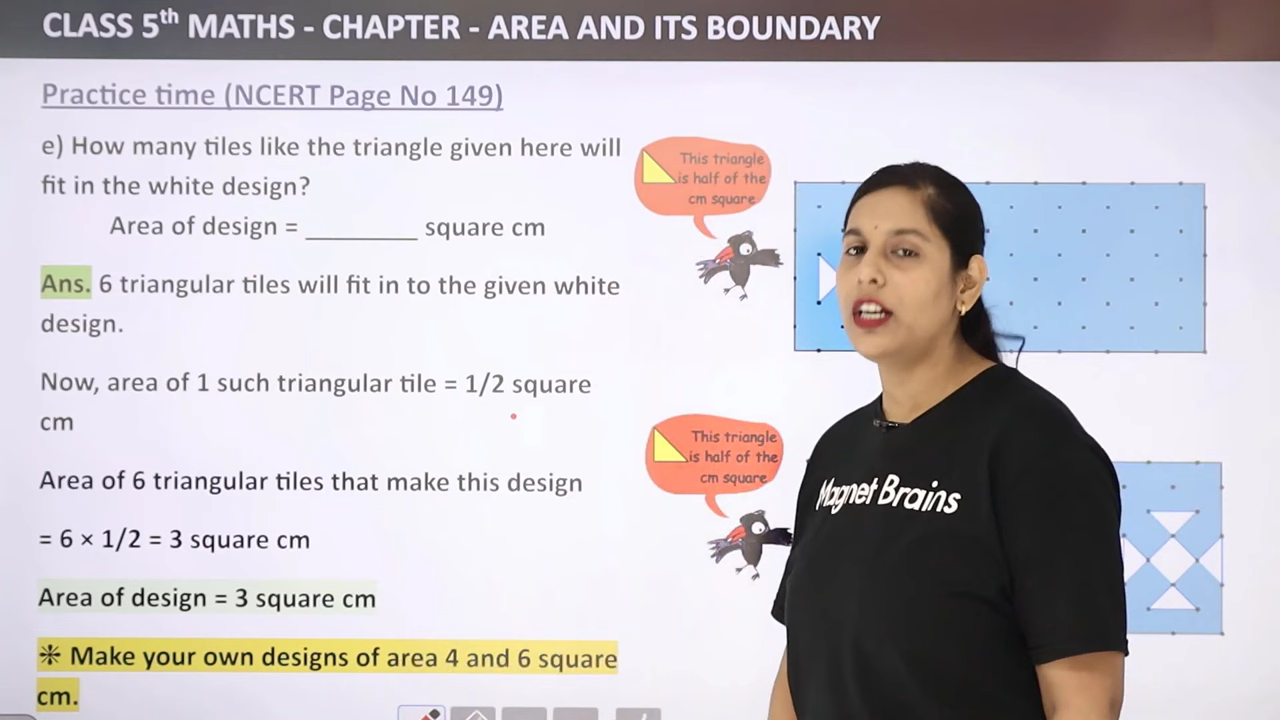 CLASS 5th MATHS - CHAPTER - AREA AND ITS BOUNDARY
Practice time (NCERT Page No 149)
e) How many tiles like the triangle given here will
fit in the white design?
Area of design = ________ square cm
Ans. 6 triangular tiles will fit in to the given white
design.
Now, area of 1 such triangular tile = 1/2 square
cm
Area of 6 triangular tiles that make this design
= 6 × 1/2 = 3 square cm
Area of design = 3 square cm
✳ Make your own designs of area 4 and 6 square
cm.
This triangle
is half of the
cm square
This triangle
is half of the
cm square
Magnet Brains